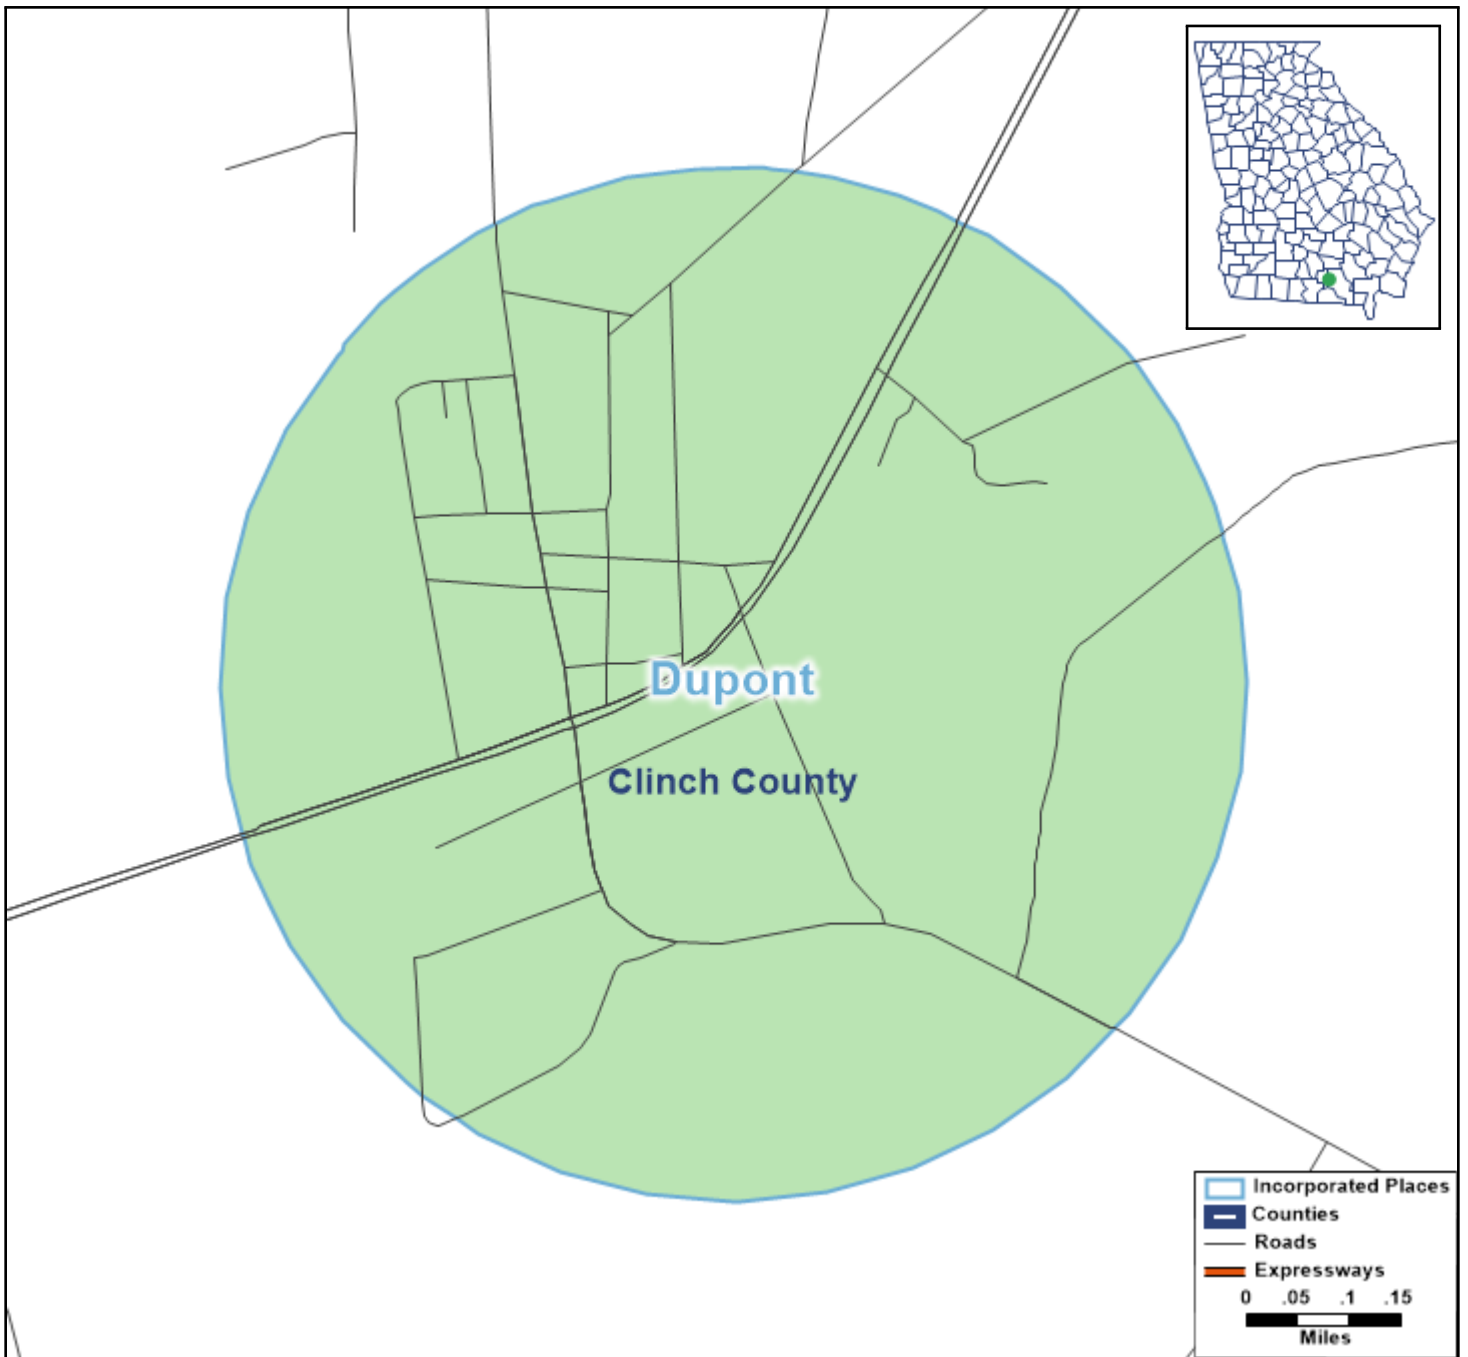 Dupont
Clinch County
Incorporated Places
Counties
Roads
Expressways
0 .05 .1 .15
Miles